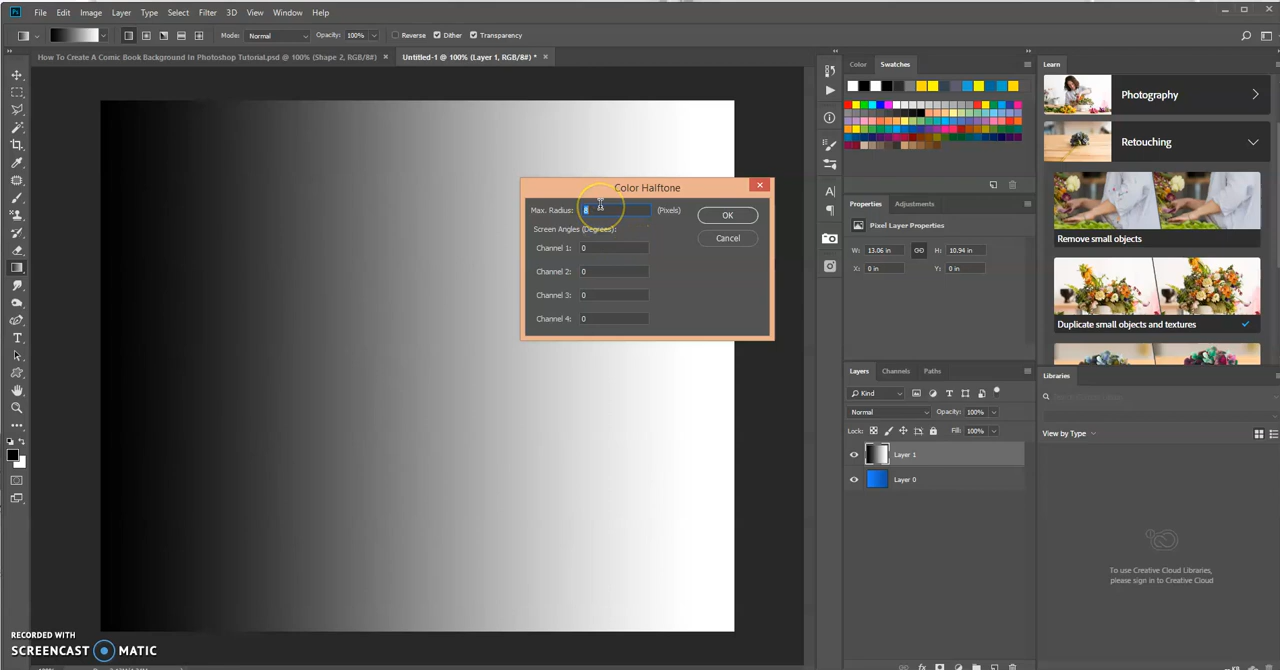 Ps File Edit Image Layer Type Select Filter 3D View Window Help
Mode: Normal Opacity: 100% Reverse Dither Transparency
How To Create A Comic Book Background In Photoshop Tutorial.psd @ 100% (Shape 2, RGB/8#) × Untitled-1 @ 100% (Layer 1, RGB/8#) * ×
Color Swatches
Learn
Photography
Retouching
Color Halftone
Max. Radius: 8 (Pixels)
OK
Screen Angles (Degrees):
Cancel
Channel 1: 0
Channel 2: 0
Channel 3: 0
Channel 4: 0
Properties Adjustments
Pixel Layer Properties
W: 13.06 in H: 10.94 in
X: 0 in Y: 0 in
Remove small objects
Duplicate small objects and textures
Layers Channels Paths
Kind
Normal Opacity: 100%
Lock: Fill: 100%
Layer 1
Layer 0
Libraries
View by Type
To use Creative Cloud Libraries,
please sign in to Creative Cloud
RECORDED WITH
SCREENCAST MATIC